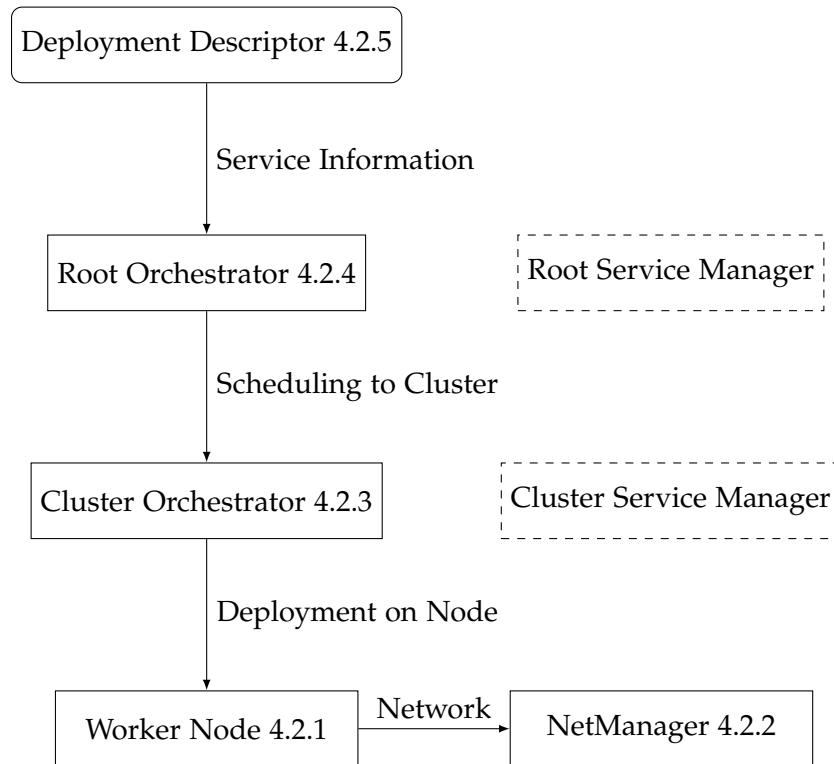 Deployment Descriptor 4.2.5
Service Information
Root Orchestrator 4.2.4
Root Service Manager
Scheduling to Cluster
Cluster Orchestrator 4.2.3
Cluster Service Manager
Deployment on Node
Worker Node 4.2.1
Network
NetManager 4.2.2